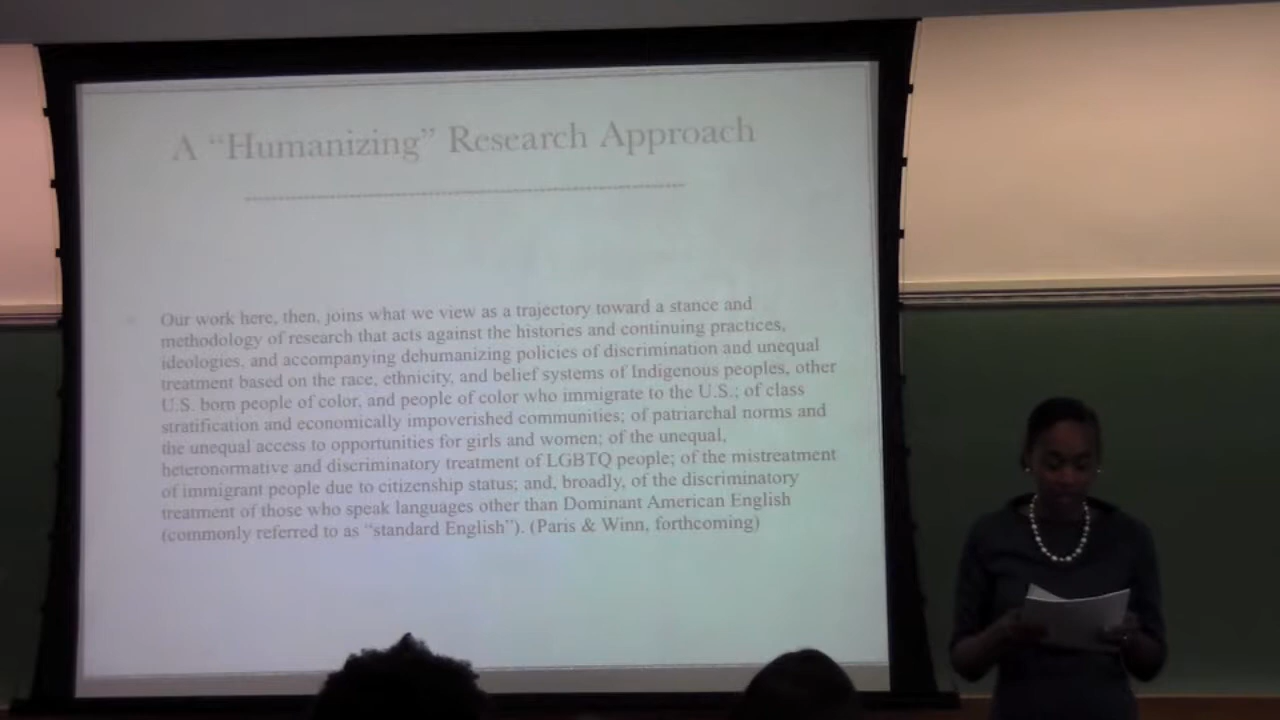 A “Humanizing” Research Approach
Our work here, then, joins what we view as a trajectory toward a stance and
methodology of research that acts against the histories and continuing practices,
ideologies, and accompanying dehumanizing policies of discrimination and unequal
treatment based on the race, ethnicity, and belief systems of Indigenous peoples, other
U.S. born people of color, and people of color who immigrate to the U.S.; of class
stratification and economically impoverished communities; of patriarchal norms and
the unequal access to opportunities for girls and women; of the unequal,
heteronormative and discriminatory treatment of LGBTQ people; of the mistreatment
of immigrant people due to citizenship status; and, broadly, of the discriminatory
treatment of those who speak languages other than Dominant American English
(commonly referred to as “standard English”). (Paris & Winn, forthcoming)